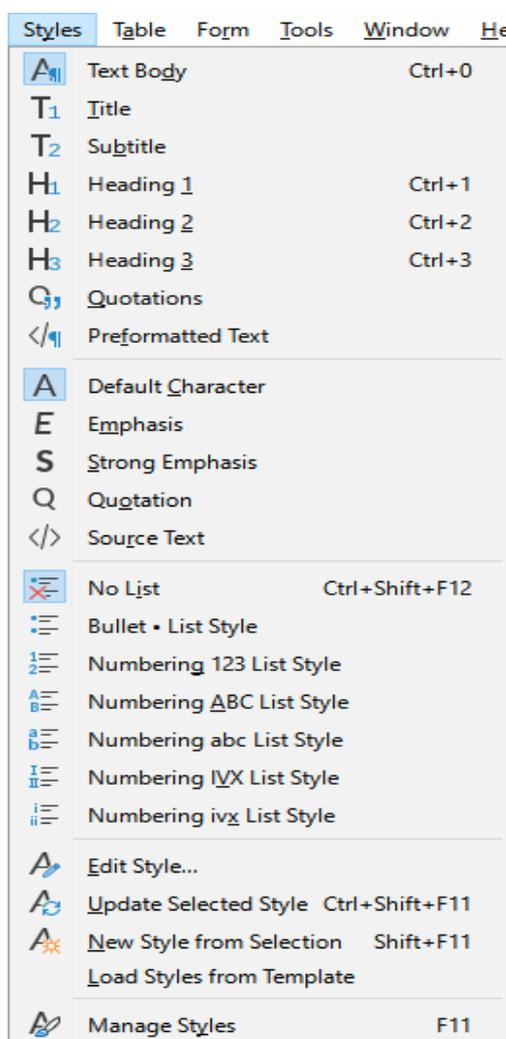 Styles Table Form Tools Window He
Text Body Ctrl+0
Title
Subtitle
Heading 1 Ctrl+1
Heading 2 Ctrl+2
Heading 3 Ctrl+3
Quotations
Preformatted Text
Default Character
Emphasis
Strong Emphasis
Quotation
Source Text
No List Ctrl+Shift+F12
Bullet • List Style
Numbering 123 List Style
Numbering ABC List Style
Numbering abc List Style
Numbering IVX List Style
Numbering ivx List Style
Edit Style...
Update Selected Style Ctrl+Shift+F11
New Style from Selection Shift+F11
Load Styles from Template
Manage Styles F11